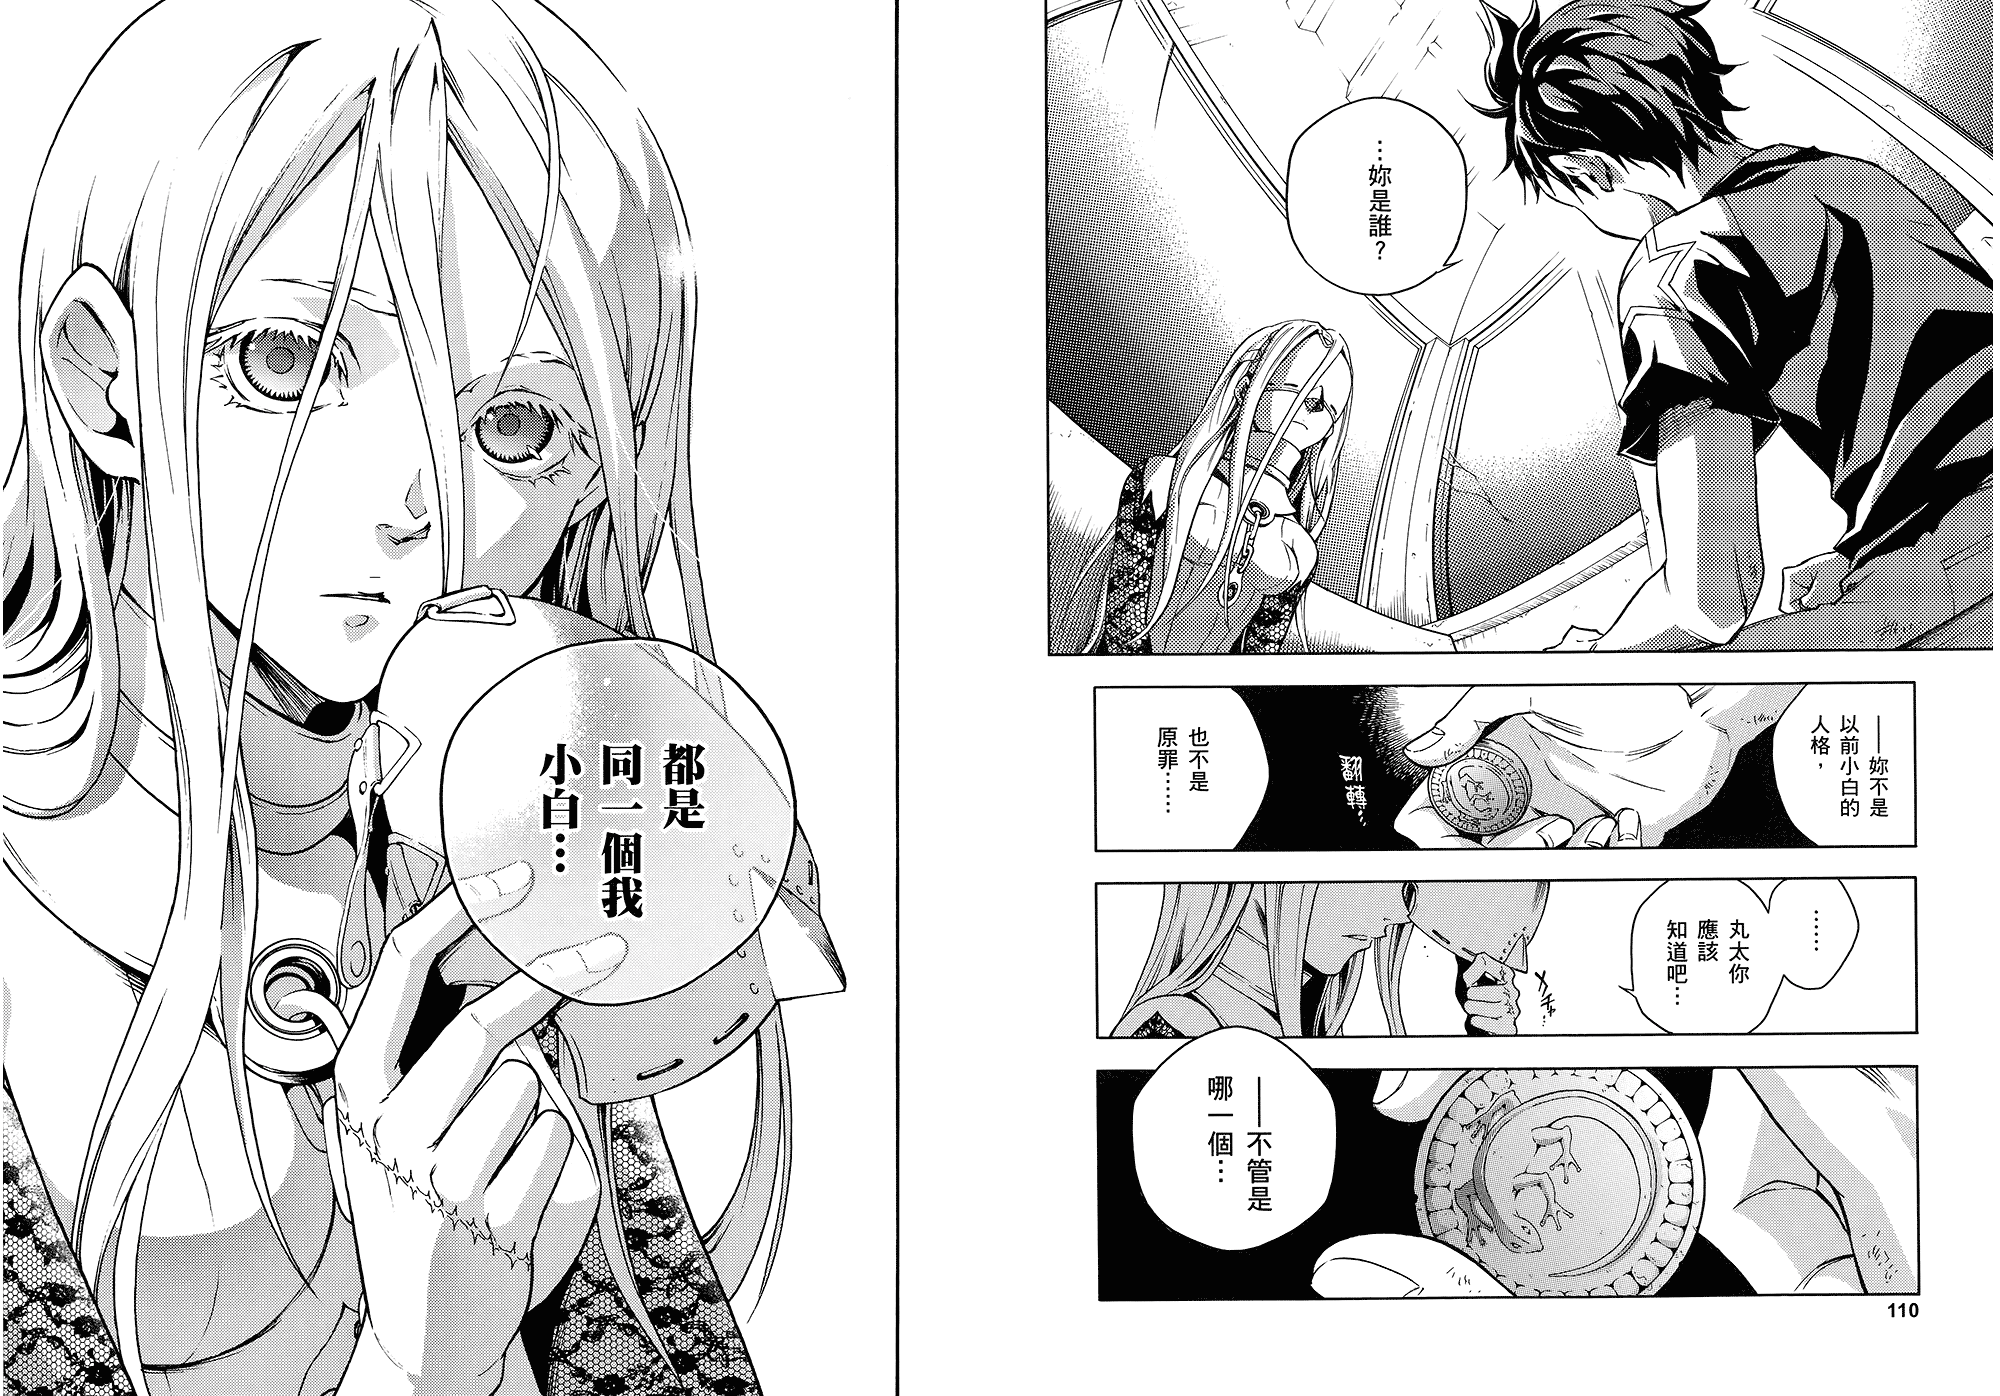 …妳是誰？
──妳不是
以前小白的
人格，
翻轉…
也不是
原罪……
……
丸太你
應該
知道吧…
──不管是
哪一個…
110
都是
同一個我
小白…